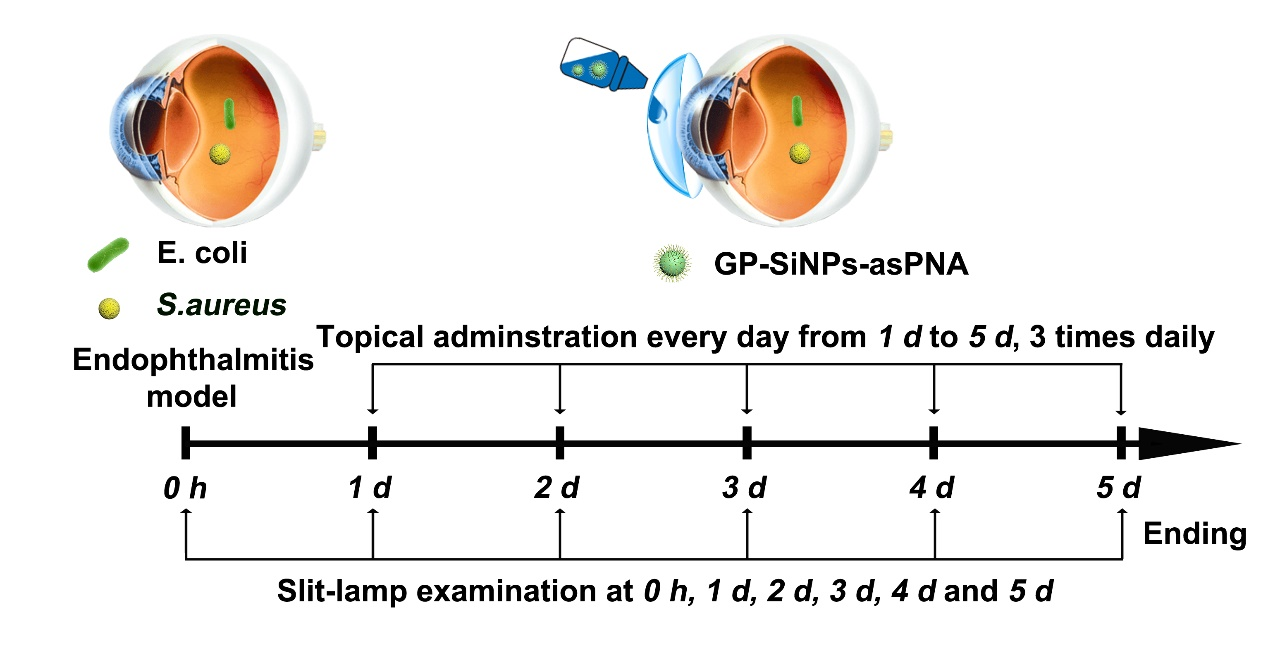 E. coli
S.aureus
GP-SiNPs-asPNA
Endophthalmitis
model
Topical adminstration every day from 1 d to 5 d, 3 times daily
0 h 1 d 2 d 3 d 4 d 5 d
Ending
Slit-lamp examination at 0 h, 1 d, 2 d, 3 d, 4 d and 5 d